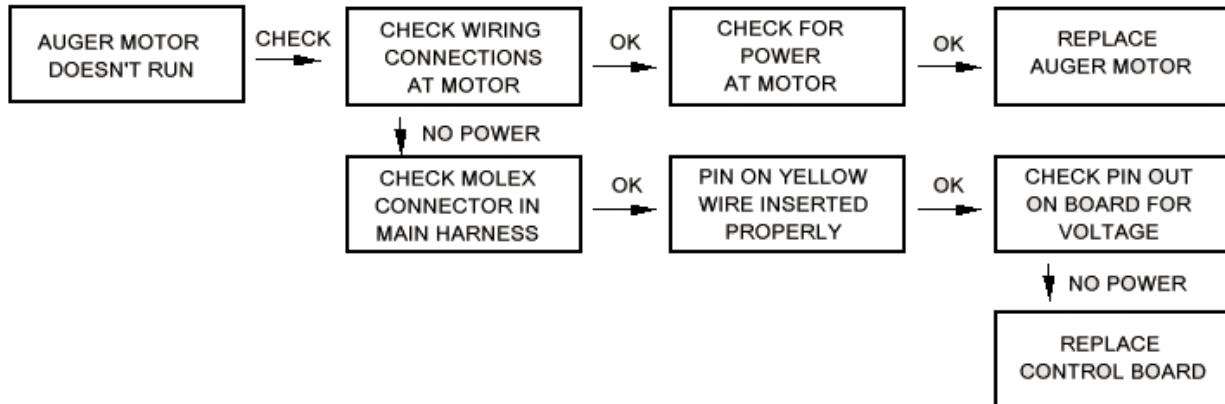 AUGER MOTOR
DOESN'T RUN
CHECK
CHECK WIRING
CONNECTIONS
AT MOTOR
OK
CHECK FOR
POWER
AT MOTOR
OK
REPLACE
AUGER MOTOR
NO POWER
CHECK MOLEX
CONNECTOR IN
MAIN HARNESS
OK
PIN ON YELLOW
WIRE INSERTED
PROPERLY
OK
CHECK PIN OUT
ON BOARD FOR
VOLTAGE
NO POWER
REPLACE
CONTROL BOARD